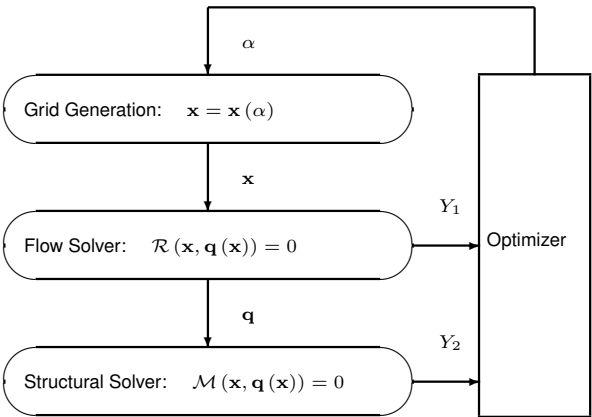 α
Grid Generation: x = x (α)
x
Y₁
Flow Solver: ℛ (x, q (x)) = 0
Optimizer
q
Y₂
Structural Solver: ℳ (x, q (x)) = 0